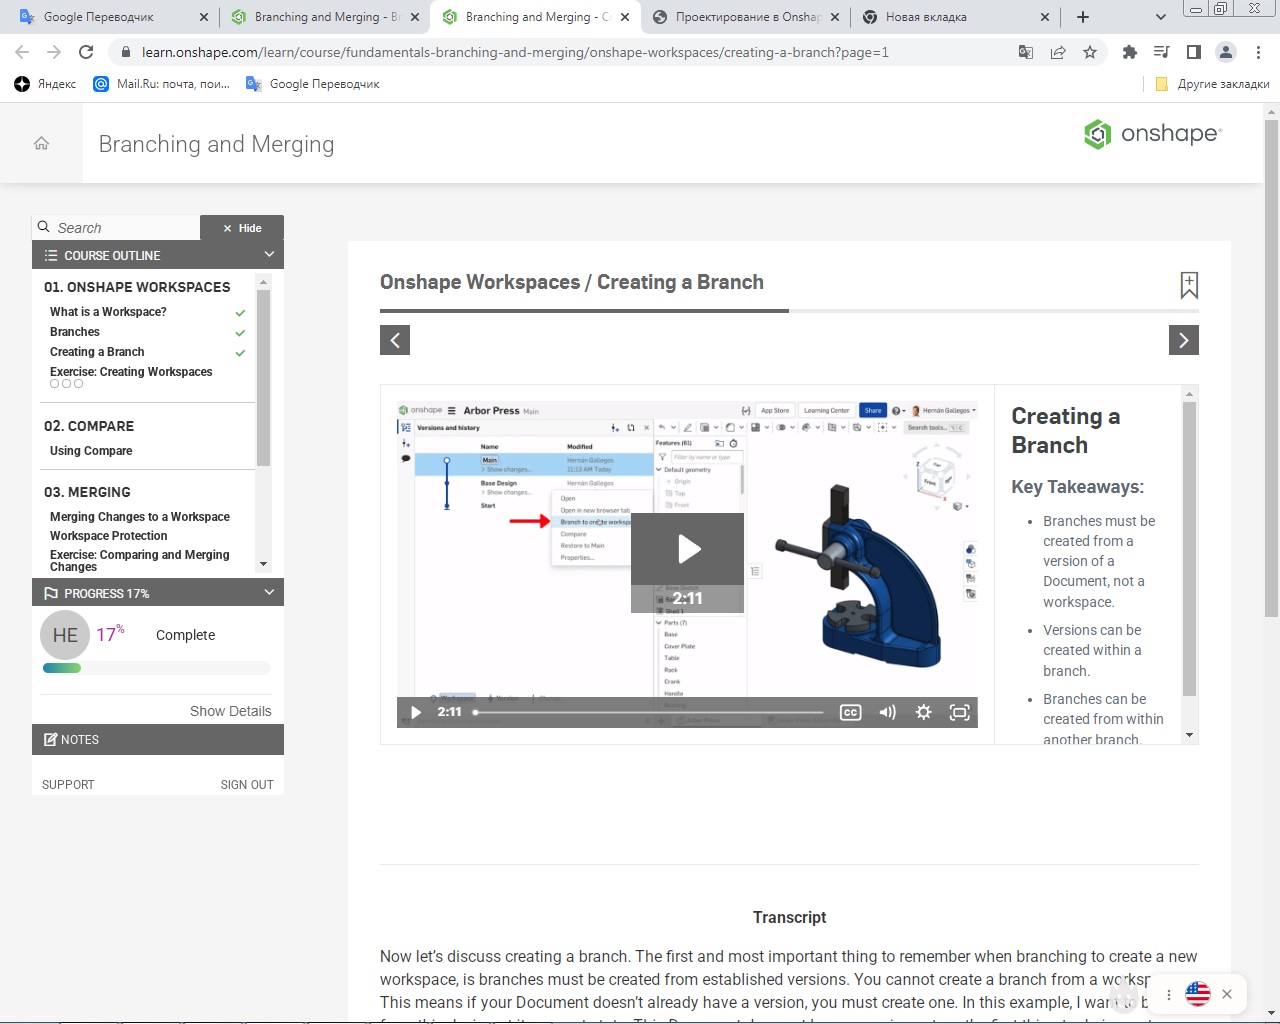 Google Переводчик
Branching and Merging - Br
Branching and Merging - C
Проектирование в Onshap
Новая вкладка
learn.onshape.com/learn/course/fundamentals-branching-and-merging/onshape-workspaces/creating-a-branch?page=1
Яндекс
Mail.Ru: почта, пои...
Google Переводчик
Другие закладки
Branching and Merging
onshape
Search
Hide
COURSE OUTLINE
01. ONSHAPE WORKSPACES
What is a Workspace?
Branches
Creating a Branch
Exercise: Creating Workspaces
02. COMPARE
Using Compare
03. MERGING
Merging Changes to a Workspace
Workspace Protection
Exercise: Comparing and Merging
Changes
PROGRESS 17%
HE 17% Complete
Show Details
NOTES
SUPPORT SIGN OUT
Onshape Workspaces / Creating a Branch
onshape Arbor Press Main App Store Learning Center Share Hernán Gallegos
Versions and history
Search tools...
Name Modified
Features (61)
Main Hernán Gallegos
Filter by name or type
Show changes... 11:13 AM Today
Default geometry
Base Design Hernán Gallegos
Origin
Show changes...
Top
Start
Front
Open
Open in new browser tab
Branch to create workspa
Compare
Restore to Main
Properties...
Top
Front
Right
Parts (7)
Base
Cover Plate
Table
Rack
Crank
Handle
2:11
2:11
CC
Creating a
Branch
Key Takeaways:
Branches must be
created from a
version of a
Document, not a
workspace.
Versions can be
created within a
branch.
Branches can be
created from within
another branch.
Transcript
Now let's discuss creating a branch. The first and most important thing to remember when branching to create a new
workspace, is branches must be created from established versions. You cannot create a branch from a worksp
This means if your Document doesn't already have a version, you must create one. In this example, I want to b